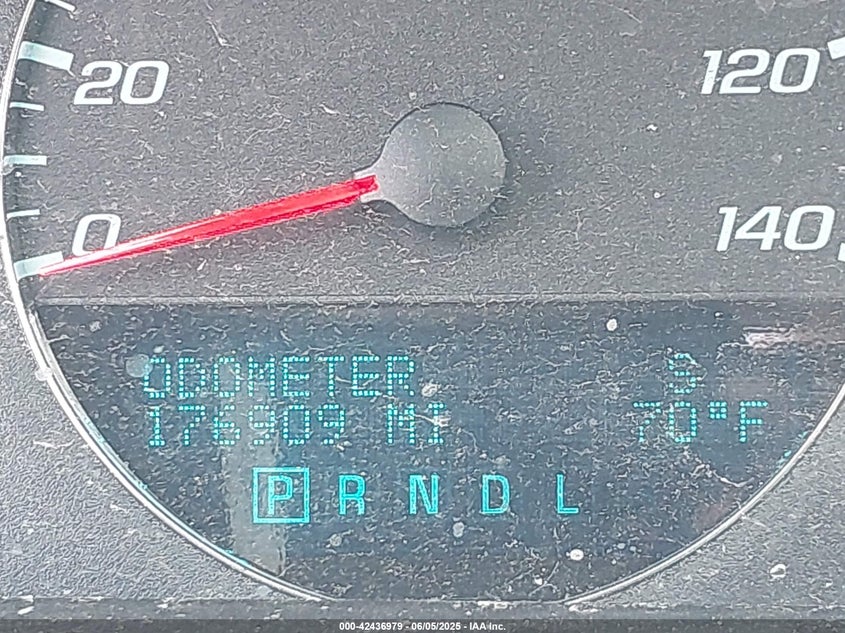 20
120
0
140
ODOMETER S
176909 MI 70°F
P R N D L
000-42436979 - 06/05/2025 - IAA Inc.